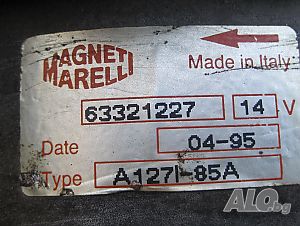 MAGNETI
MARELLI
Made in Italy
63321227 14 V
Date 04-95
Type A127I-85A
ALO.bg